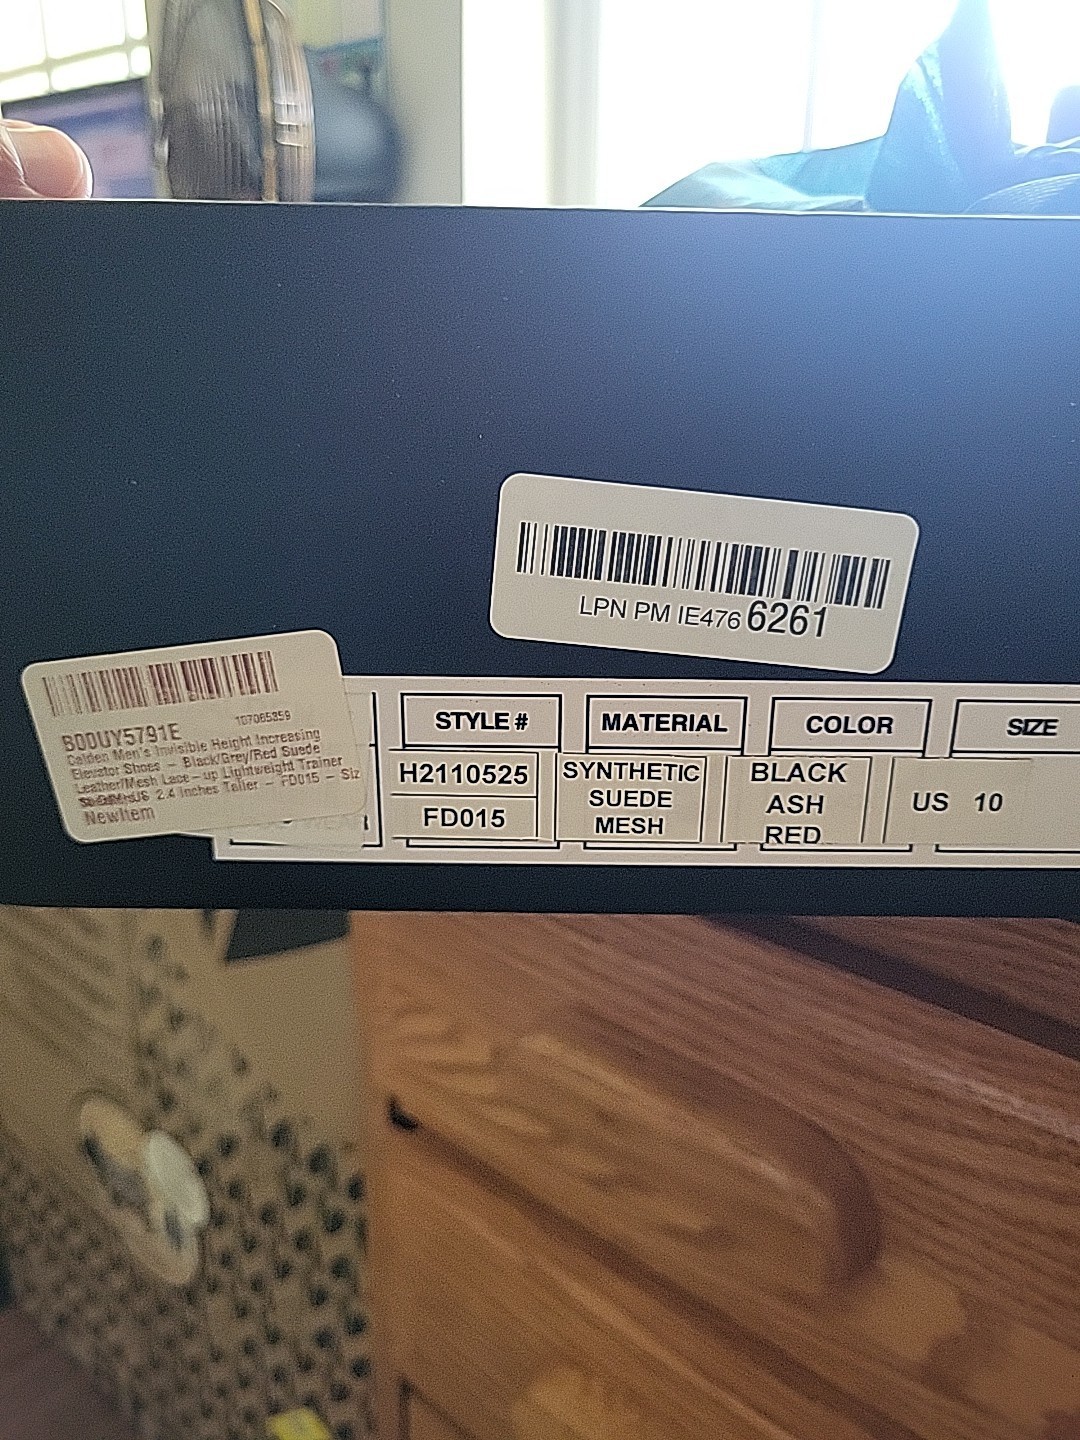 LPN PM IE476 6261
107065359
B0DUY5791E
Calden Men's Invisible Height Increasing
Elevator Shoes - Black/Grey/Red Suede
Leather/Mesh Lace-up Lightweight Trainer
2.4 Inches Taller - FD015 - Siz
NewItem
STYLE # MATERIAL COLOR SIZE
H2110525 SYNTHETIC BLACK US 10
FD015 SUEDE ASH
MESH RED